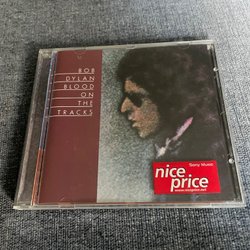 BOB
DYLAN
BLOOD
ON
THE
TRACKS
Sony Music
nice
price